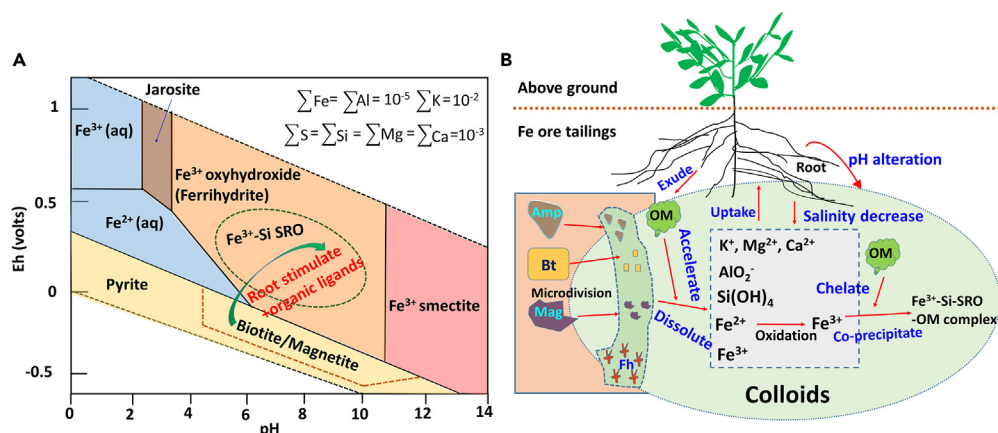 A
∑Fe= ∑Al= 10⁻⁵ ∑K=10⁻²
∑S= ∑Si = ∑Mg= ∑Ca=10⁻³
Jarosite
Fe³⁺ (aq)
Fe³⁺ oxyhydroxide
(Ferrihydrite)
Fe²⁺ (aq)
Fe³⁺-Si SRO
Root stimulate
+organic ligands
Pyrite
Biotite/Magnetite
Fe³⁺ smectite
Eh (volts)
1
0.5
0
-0.5
0 2 4 6 8 10 12 14
pH
B
Above ground
Fe ore tailings
Root
pH alteration
Exude
OM
Uptake
Salinity decrease
Amp
Bt
Microdivision
Mag
Fh
Accelerate
Dissolute
K⁺, Mg²⁺, Ca²⁺
AlO₂⁻
Si(OH)₄
Fe²⁺
Oxidation
Fe³⁺
Fe³⁺
OM
Chelate
Co-precipitate
Fe³⁺-Si-SRO
-OM complex
Colloids